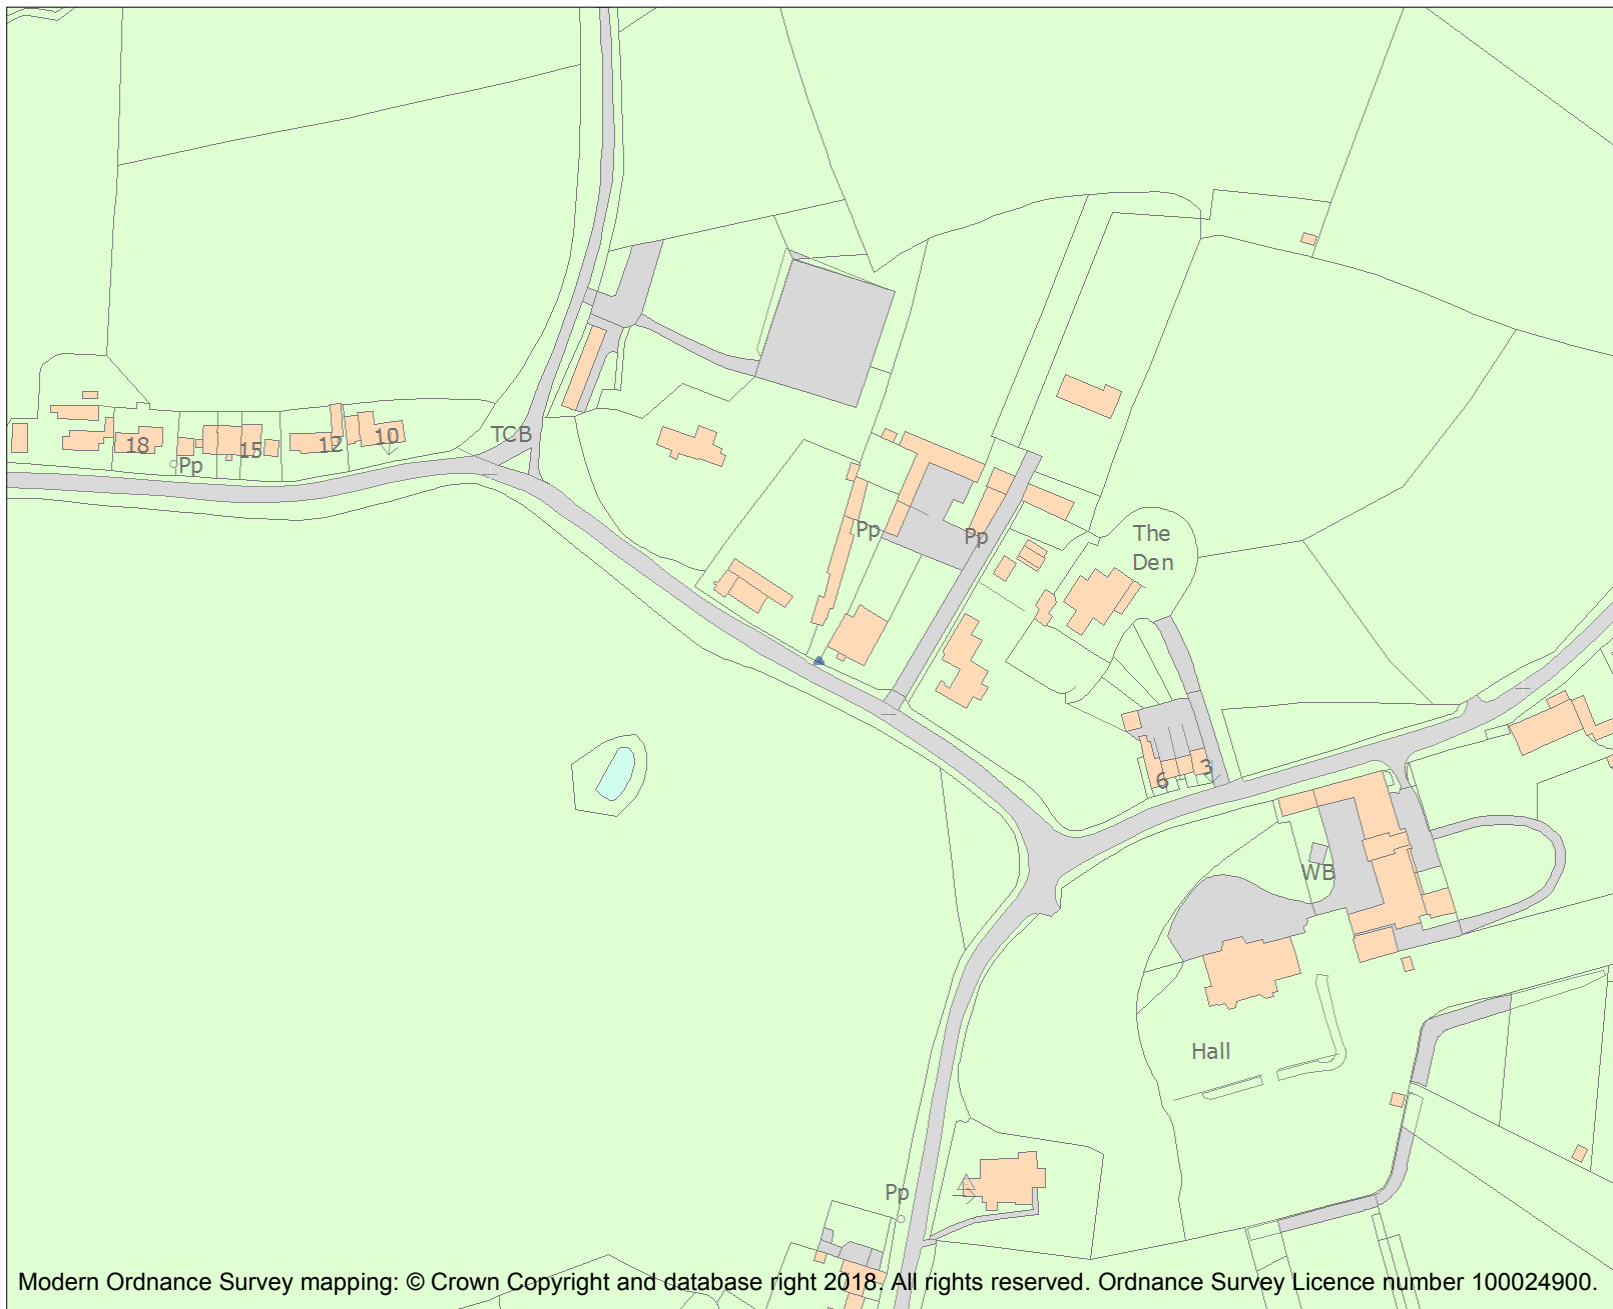 TCB
10
12
15
18
Pp
Pp
Pp
The
Den
3
6
WB
Hall
Pp
Modern Ordnance Survey mapping: © Crown Copyright and database right 2018. All rights reserved. Ordnance Survey Licence number 100024900.